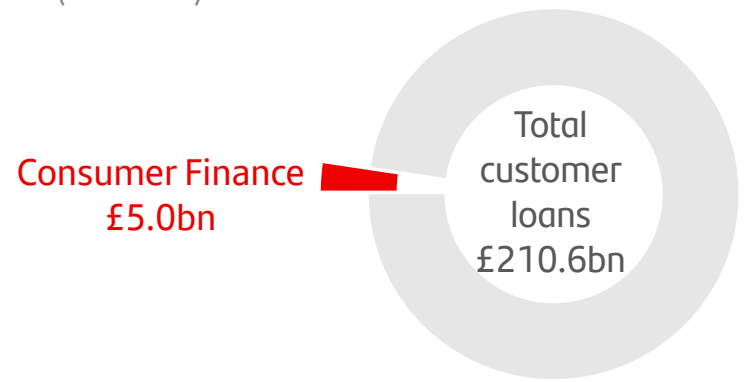 Total
customer
loans
£210.6bn
Consumer Finance
£5.0bn